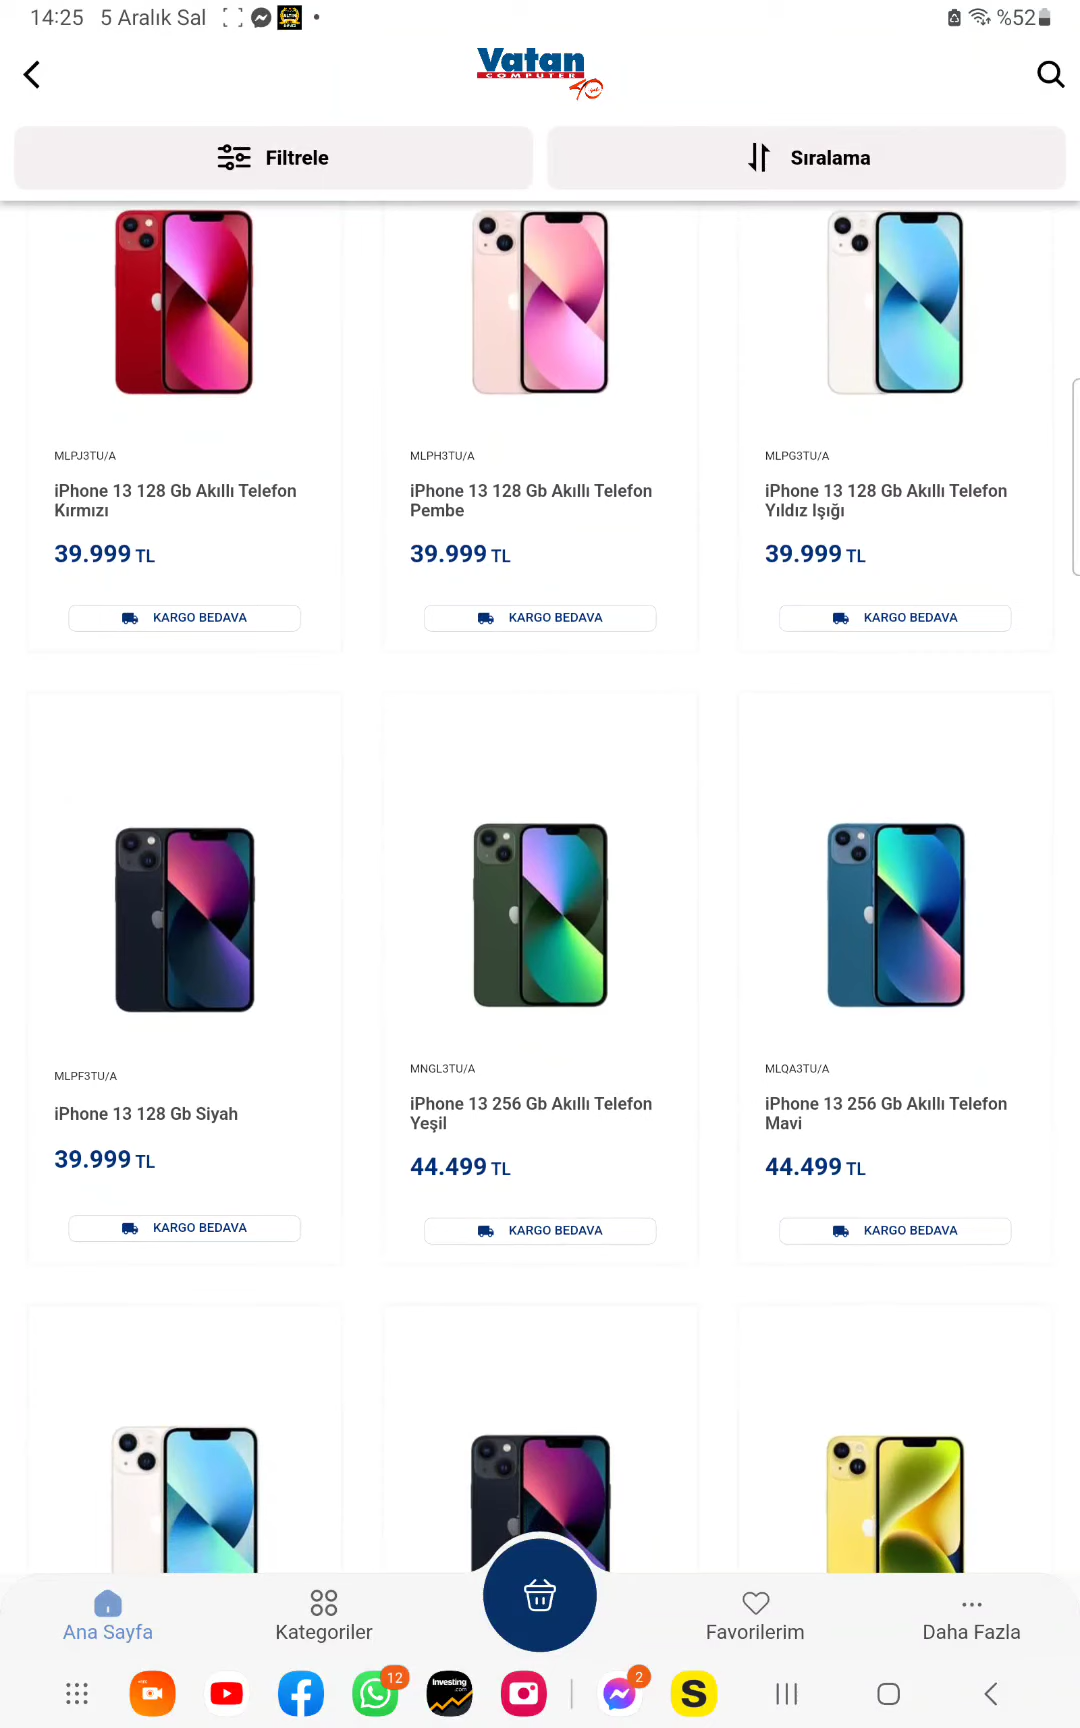 14:25 5 Aralık Sal
%52
Vatan
COMPUTER
Filtrele
Sıralama
MLPJ3TU/A
iPhone 13 128 Gb Akıllı Telefon
Kırmızı
39.999 TL
KARGO BEDAVA
MLPH3TU/A
iPhone 13 128 Gb Akıllı Telefon
Pembe
39.999 TL
KARGO BEDAVA
MLPG3TU/A
iPhone 13 128 Gb Akıllı Telefon
Yıldız Işığı
39.999 TL
KARGO BEDAVA
MLPF3TU/A
iPhone 13 128 Gb Siyah
39.999 TL
KARGO BEDAVA
MNGL3TU/A
iPhone 13 256 Gb Akıllı Telefon
Yeşil
44.499 TL
KARGO BEDAVA
MLQA3TU/A
iPhone 13 256 Gb Akıllı Telefon
Mavi
44.499 TL
KARGO BEDAVA
Ana Sayfa
Kategoriler
Favorilerim
Daha Fazla
12
Investing
.com
2
S